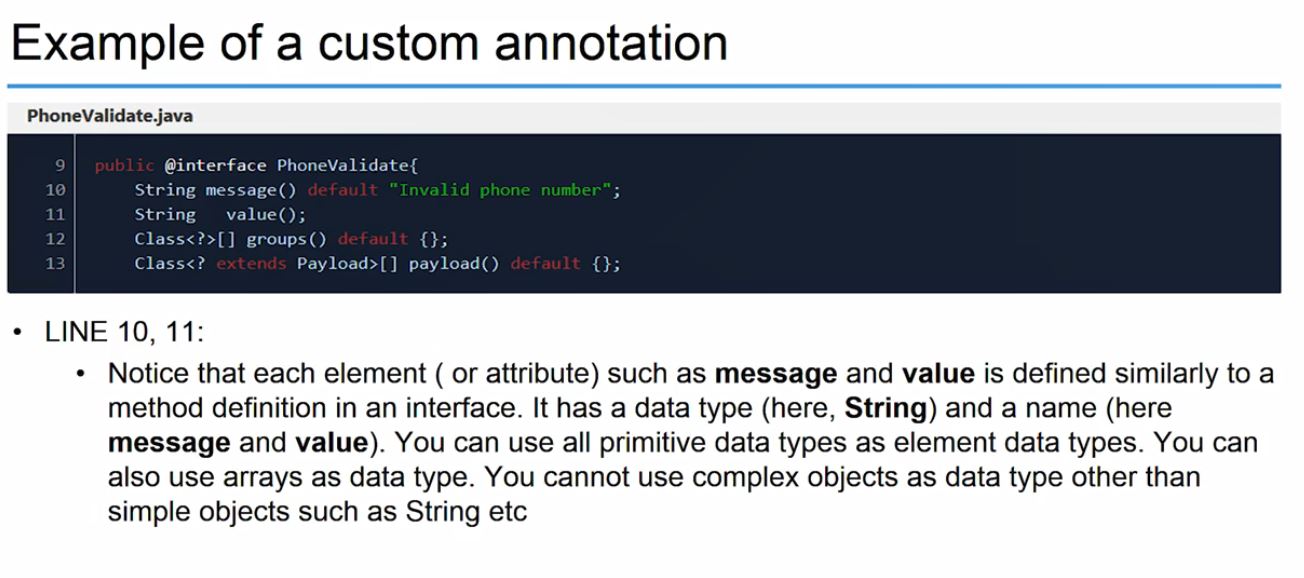 Example of a custom annotation
PhoneValidate.java
9 public @interface PhoneValidate{
10 String message() default "Invalid phone number";
11 String value();
12 Class<?>[] groups() default {};
13 Class<? extends Payload>[] payload() default {};
• LINE 10, 11:
• Notice that each element ( or attribute) such as message and value is defined similarly to a
method definition in an interface. It has a data type (here, String) and a name (here
message and value). You can use all primitive data types as element data types. You can
also use arrays as data type. You cannot use complex objects as data type other than
simple objects such as String etc